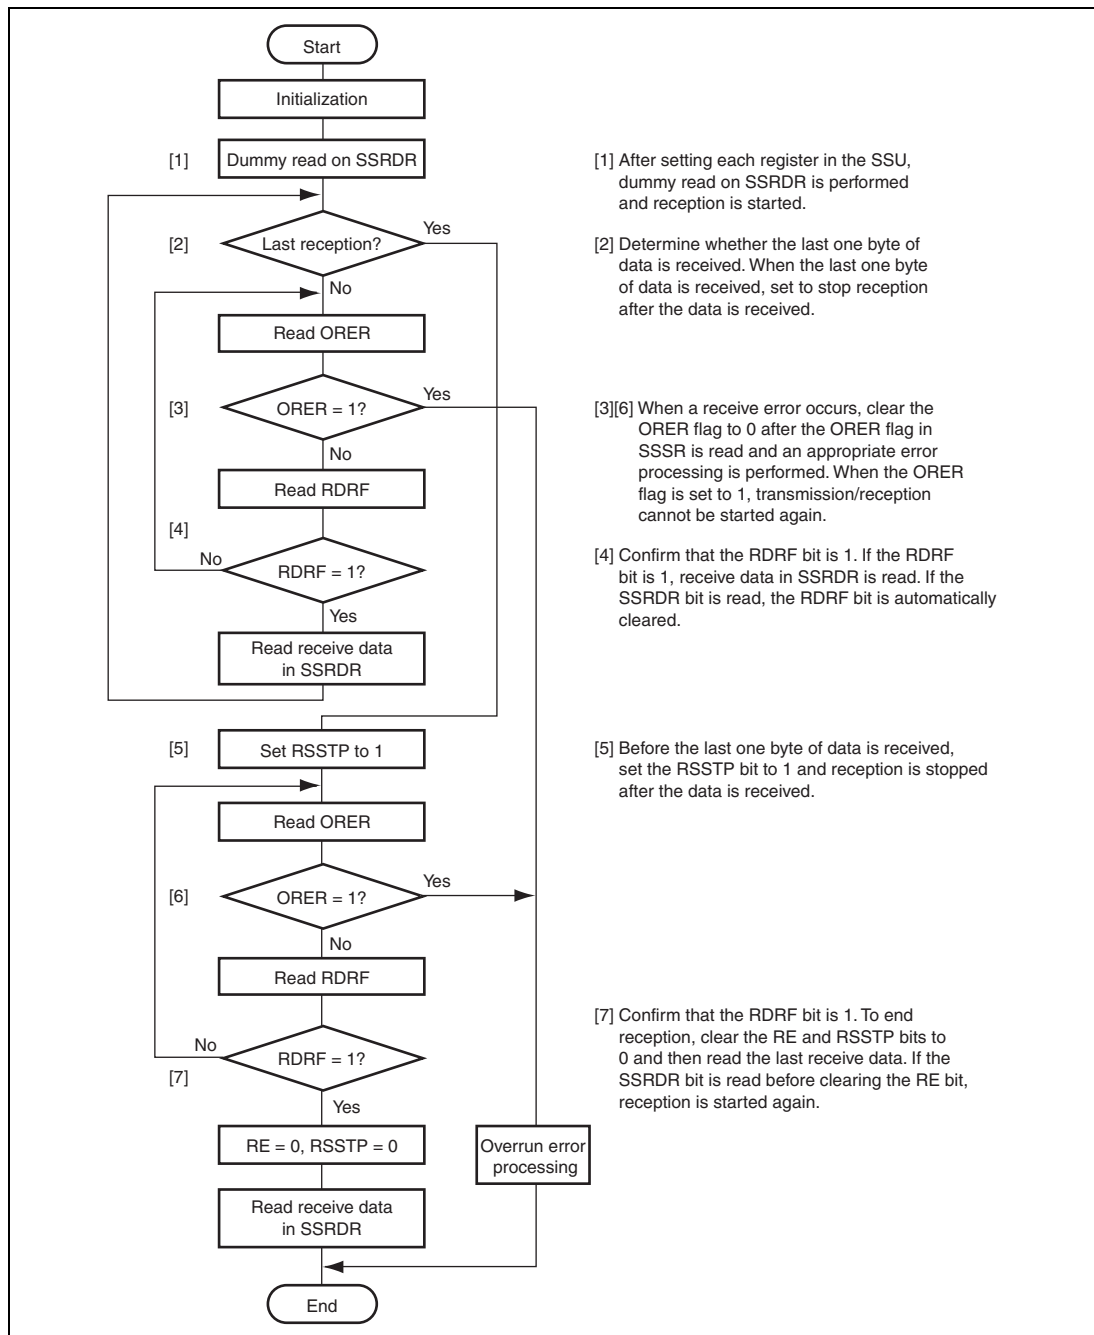 Start
Initialization
[1]
Dummy read on SSRDR
[1] After setting each register in the SSU,
dummy read on SSRDR is performed
and reception is started.
Yes
[2]
Last reception?
[2] Determine whether the last one byte of
data is received. When the last one byte
of data is received, set to stop reception
after the data is received.
No
Read ORER
Yes
[3]
ORER = 1?
[3][6] When a receive error occurs, clear the
ORER flag to 0 after the ORER flag in
SSSR is read and an appropriate error
processing is performed. When the ORER
flag is set to 1, transmission/reception
cannot be started again.
No
Read RDRF
[4]
No
RDRF = 1?
[4] Confirm that the RDRF bit is 1. If the RDRF
bit is 1, receive data in SSRDR is read. If the
SSRDR bit is read, the RDRF bit is automatically
cleared.
Yes
Read receive data
in SSRDR
[5]
Set RSSTP to 1
[5] Before the last one byte of data is received,
set the RSSTP bit to 1 and reception is stopped
after the data is received.
Read ORER
Yes
[6]
ORER = 1?
No
Read RDRF
No
RDRF = 1?
[7]
[7] Confirm that the RDRF bit is 1. To end
reception, clear the RE and RSSTP bits to
0 and then read the last receive data. If the
SSRDR bit is read before clearing the RE bit,
reception is started again.
Yes
RE = 0, RSSTP = 0
Overrun error
processing
Read receive data
in SSRDR
End